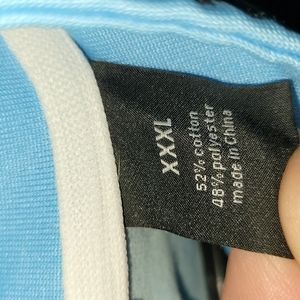 XXXL
52% cotton
48% polyester
made in China